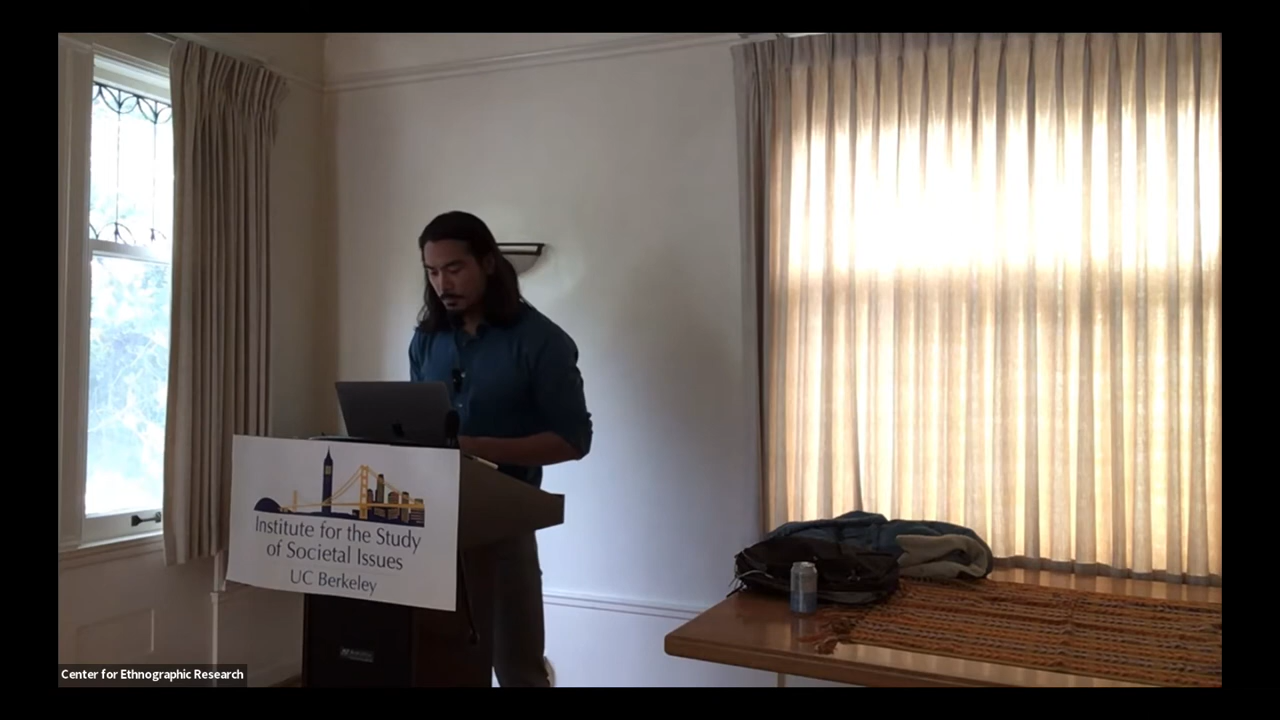 Institute for the Study
of Societal Issues
UC Berkeley
Center for Ethnographic Research